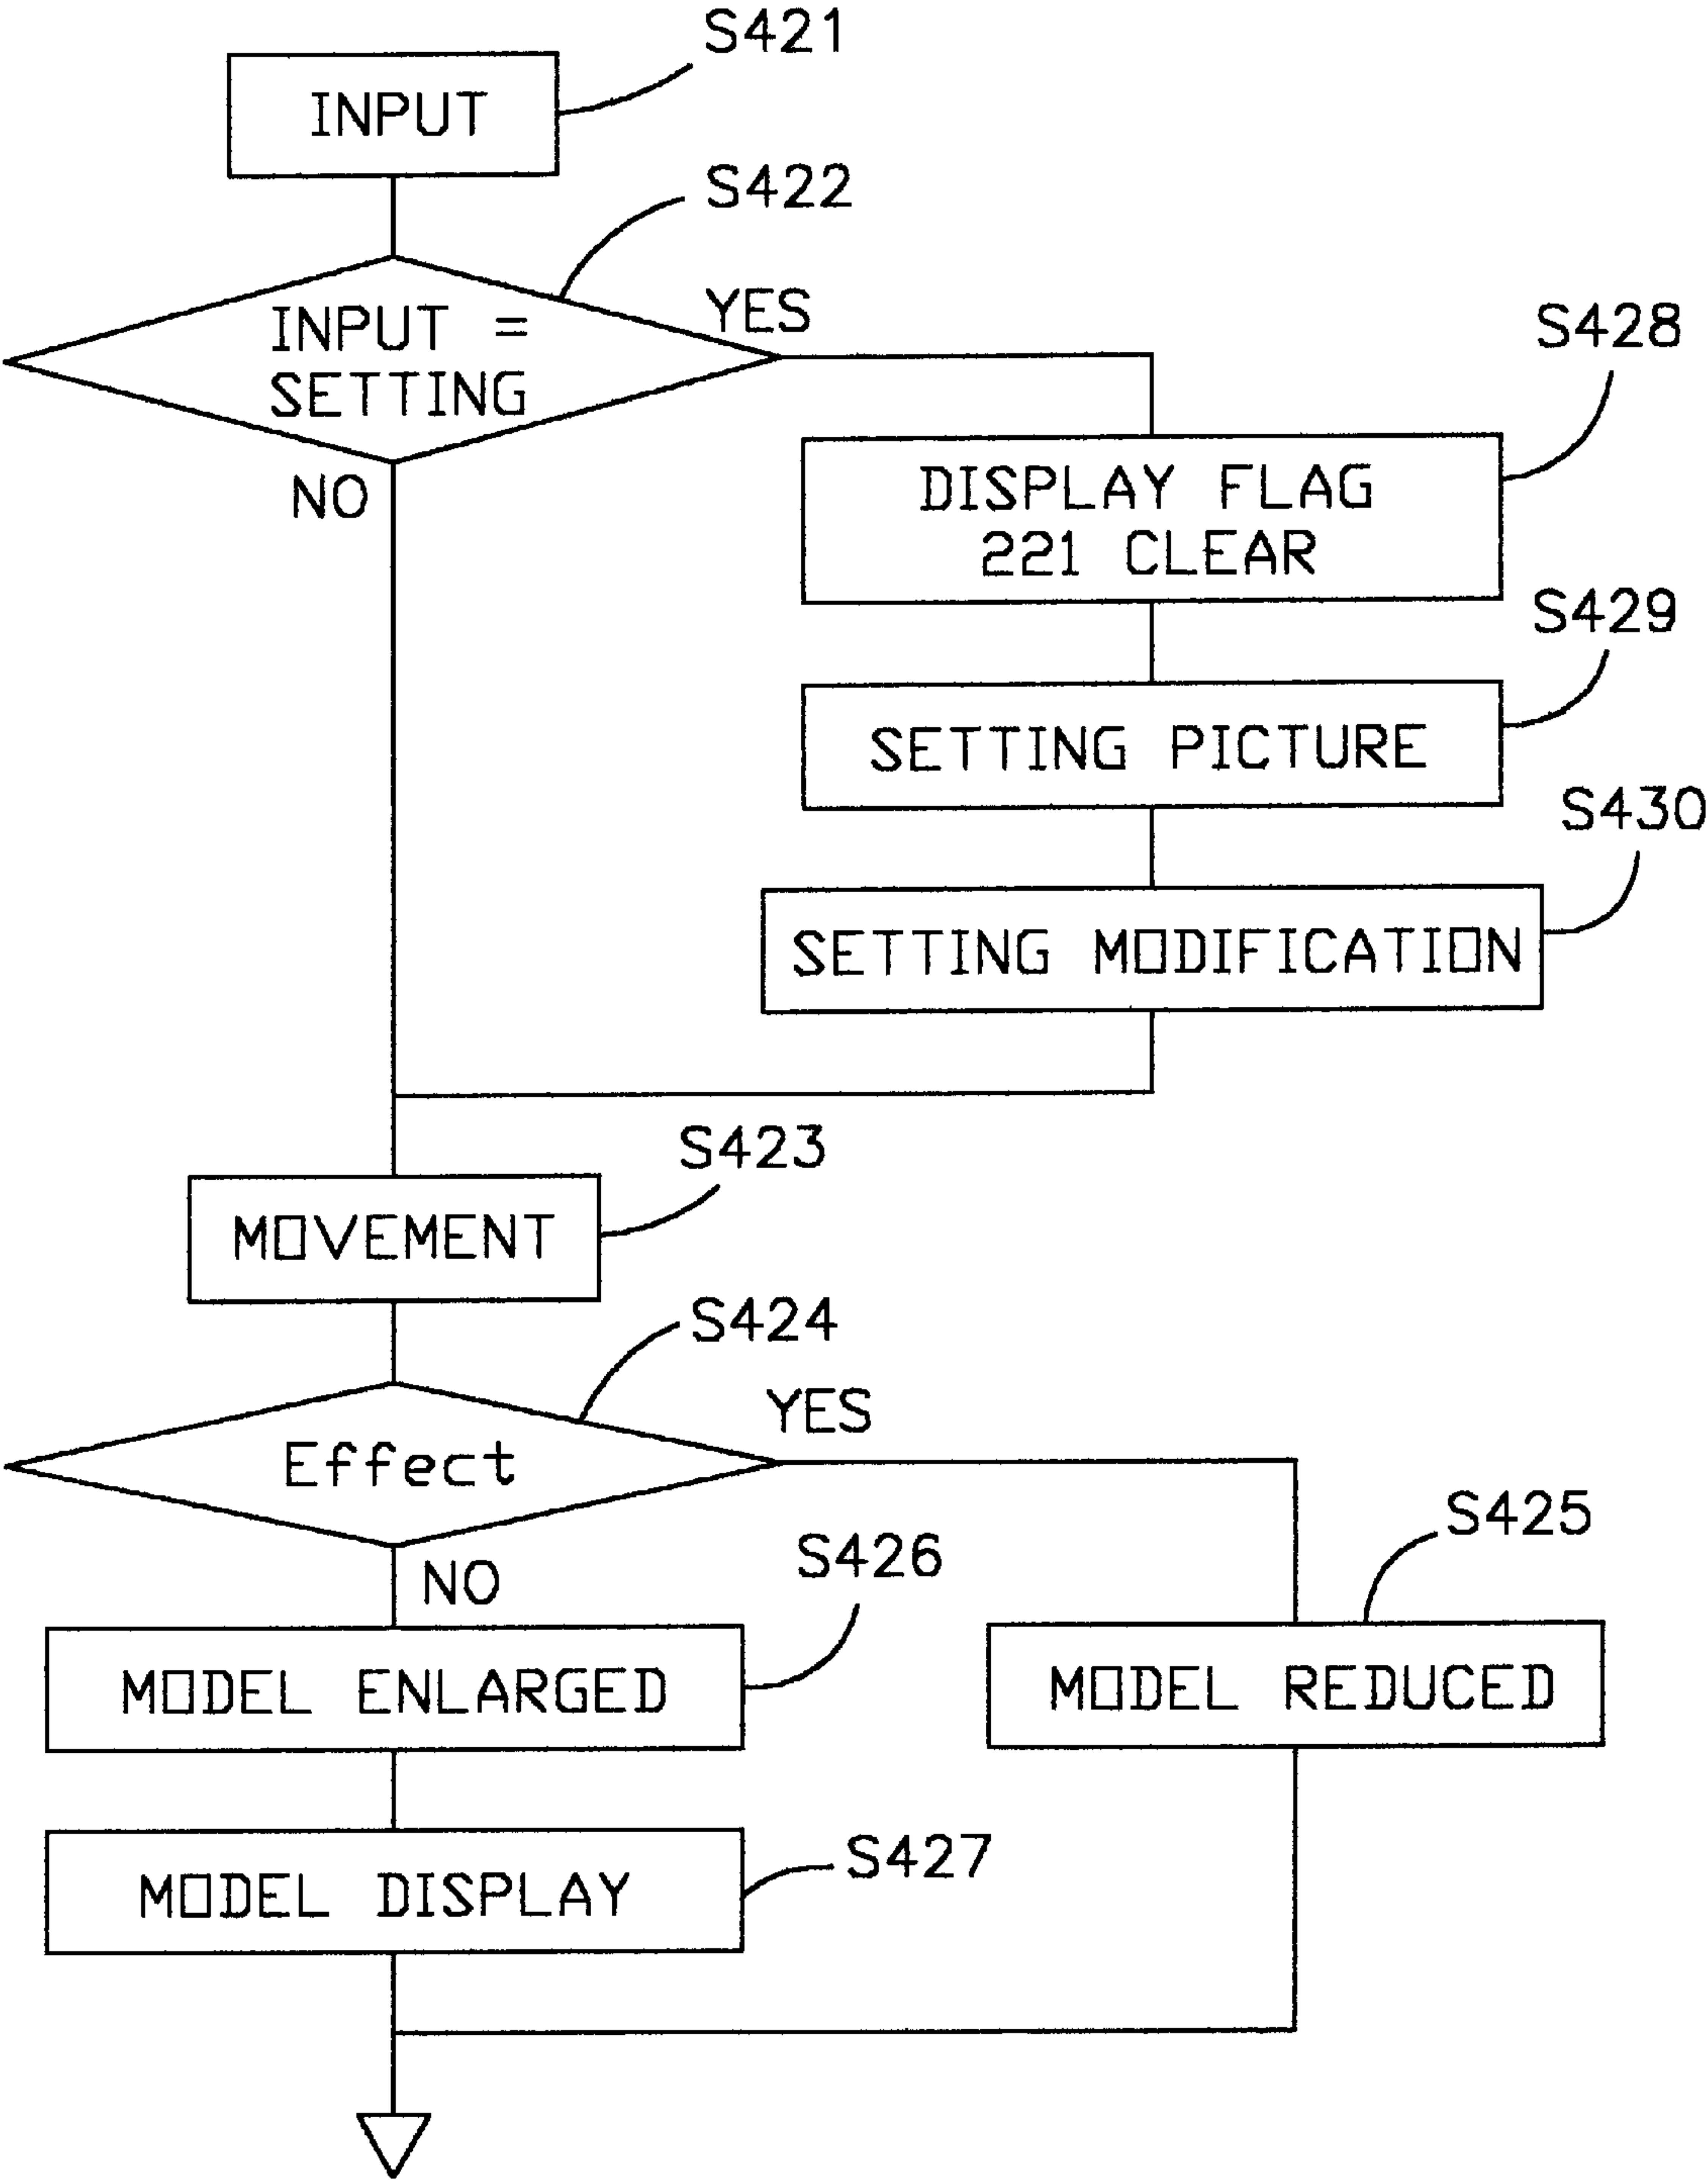 S421
INPUT
S422
INPUT =
SETTING
YES
NO
S428
DISPLAY FLAG
221 CLEAR
S429
SETTING PICTURE
S430
SETTING MODIFICATION
S423
MOVEMENT
S424
Effect
YES
NO
S426
MODEL ENLARGED
S425
MODEL REDUCED
S427
MODEL DISPLAY